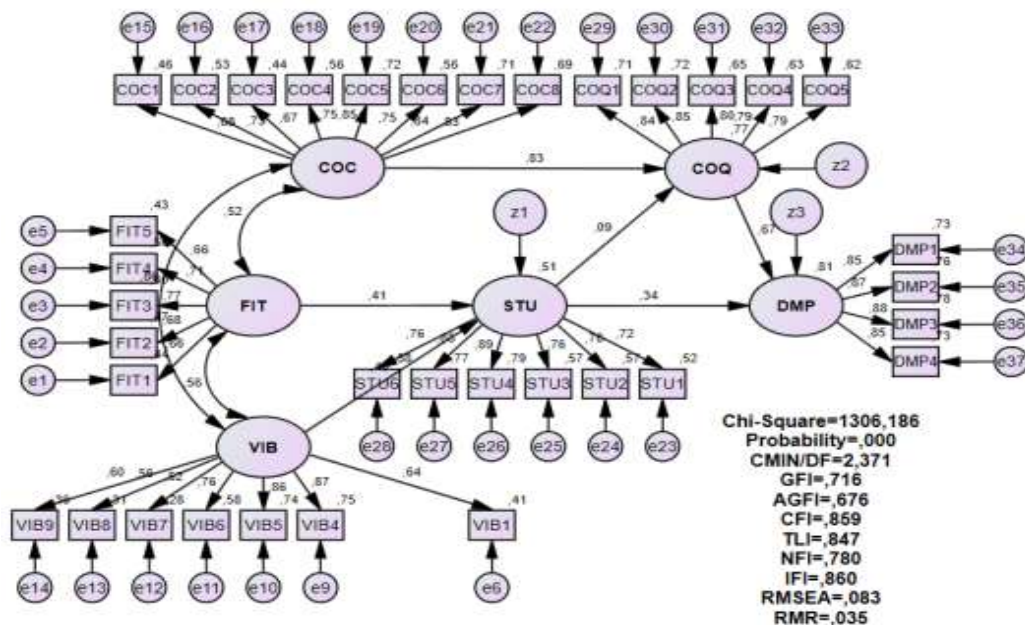 e15 e16 e17 e18 e19 e20 e21 e22 e29 e30 e31 e32 e33
,46 ,53 ,44 ,56 ,72 ,56 ,71 ,69 ,71 ,72 ,65 ,63 ,62
COC1 COC2 COC3 COC4 COC5 COC6 COC7 COC8 COQ1 COQ2 COQ3 COQ4 COQ5
,73 ,67 ,75 ,85 ,75 ,83 ,84 ,85 ,79 ,79
,77
COC ,83 COQ z2
,52 z1 ,09 z3
,43 ,67 ,73
e5 FIT5 ,66 ,51 ,81 ,85 DMP1 e34
e4 FIT4 ,71 ,76
e3 FIT3 ,77 FIT ,41 STU ,34 DMP ,87 DMP2 e35
,78
e2 FIT2 ,68 ,88 DMP3 e36
,73
e1 FIT1 ,66 ,85 DMP4 e37
,56 ,76 ,77 ,89 ,79 ,76 ,57 ,57 ,72 ,52
STU6 STU5 STU4 STU3 STU2 STU1
e28 e27 e26 e25 e24 e23
VIB
,60 ,56 ,76 ,86 ,87 ,64
,31 ,28 ,58 ,74 ,75 ,41
VIB9 VIB8 VIB7 VIB6 VIB5 VIB4 VIB1
e14 e13 e12 e11 e10 e9 e6
Chi-Square=1306,186
Probability=,000
CMIN/DF=2,371
GFI=,716
AGFI=,676
CFI=,859
TLI=,847
NFI=,780
IFI=,860
RMSEA=,083
RMR=,035